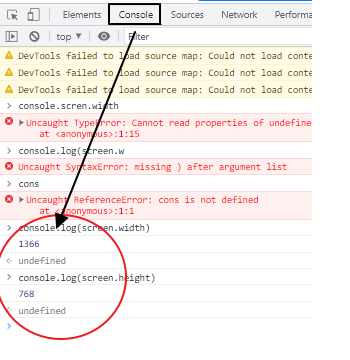 Elements Console Sources Network Performa
top ▾ Filter
DevTools failed to load source map: Could not load conte
DevTools failed to load source map: Could not load conte
DevTools failed to load source map: Could not load conte
> console.scren.width
▶Uncaught TypeError: Cannot read properties of undefine
at <anonymous>:1:15
> console.log(screen.w
Uncaught SyntaxError: missing ) after argument list
> cons
▶Uncaught ReferenceError: cons is not defined
at <anonymous>:1:1
> console.log(screen.width)
1366
undefined
> console.log(screen.height)
768
undefined
>